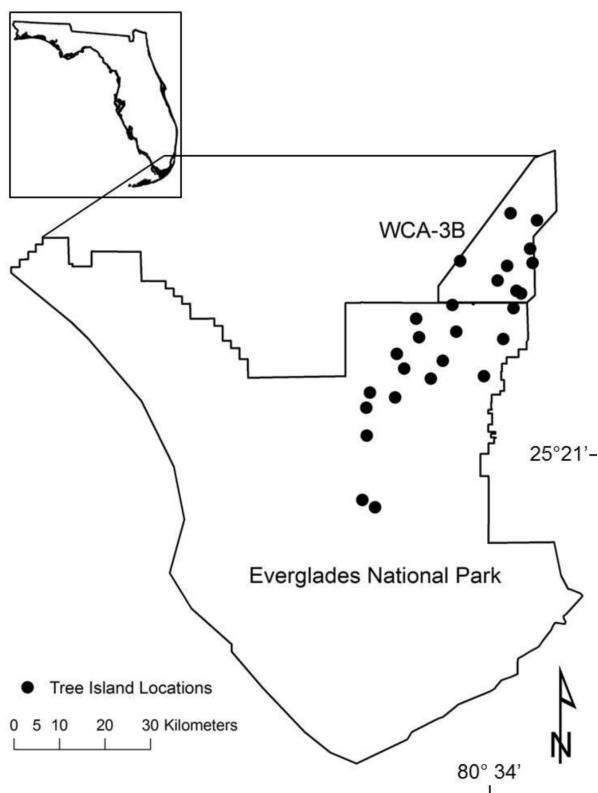 WCA-3B
25°21’
Everglades National Park
Tree Island Locations
0 5 10 20 30 Kilometers
N
80° 34’